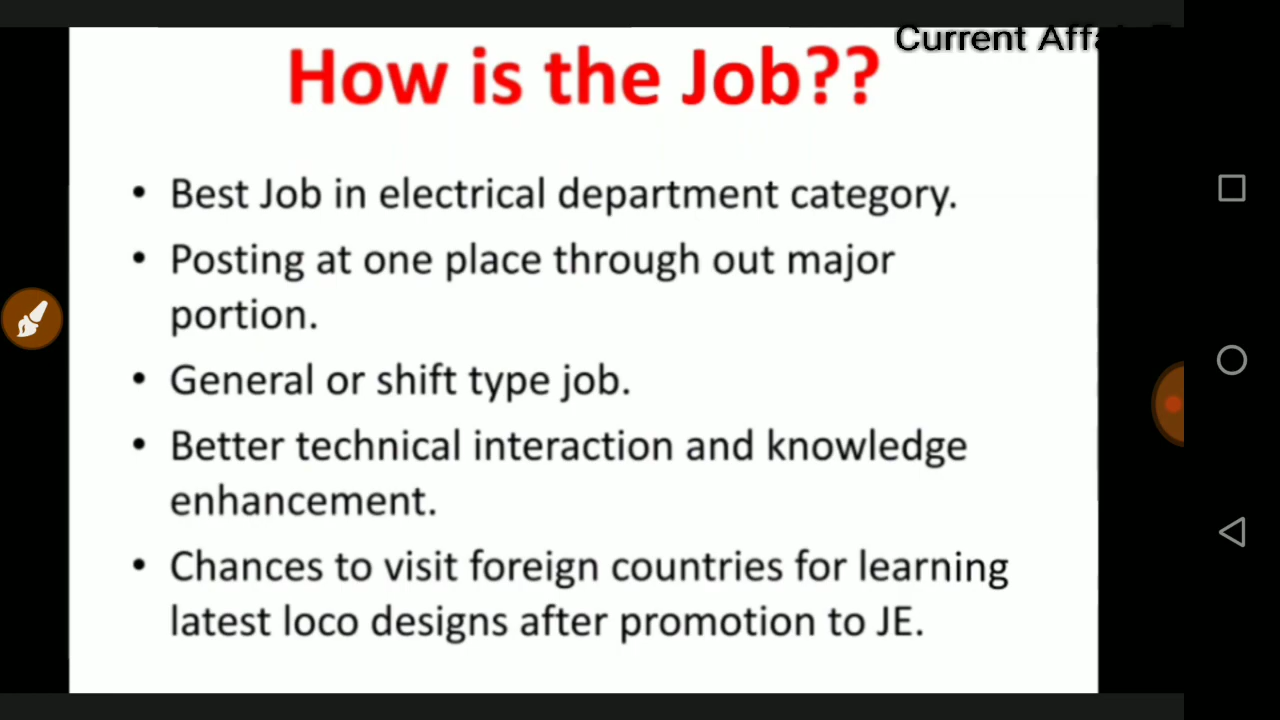 Current Aff
How is the Job??
• Best Job in electrical department category.
• Posting at one place through out major
portion.
• General or shift type job.
• Better technical interaction and knowledge
enhancement.
• Chances to visit foreign countries for learning
latest loco designs after promotion to JE.